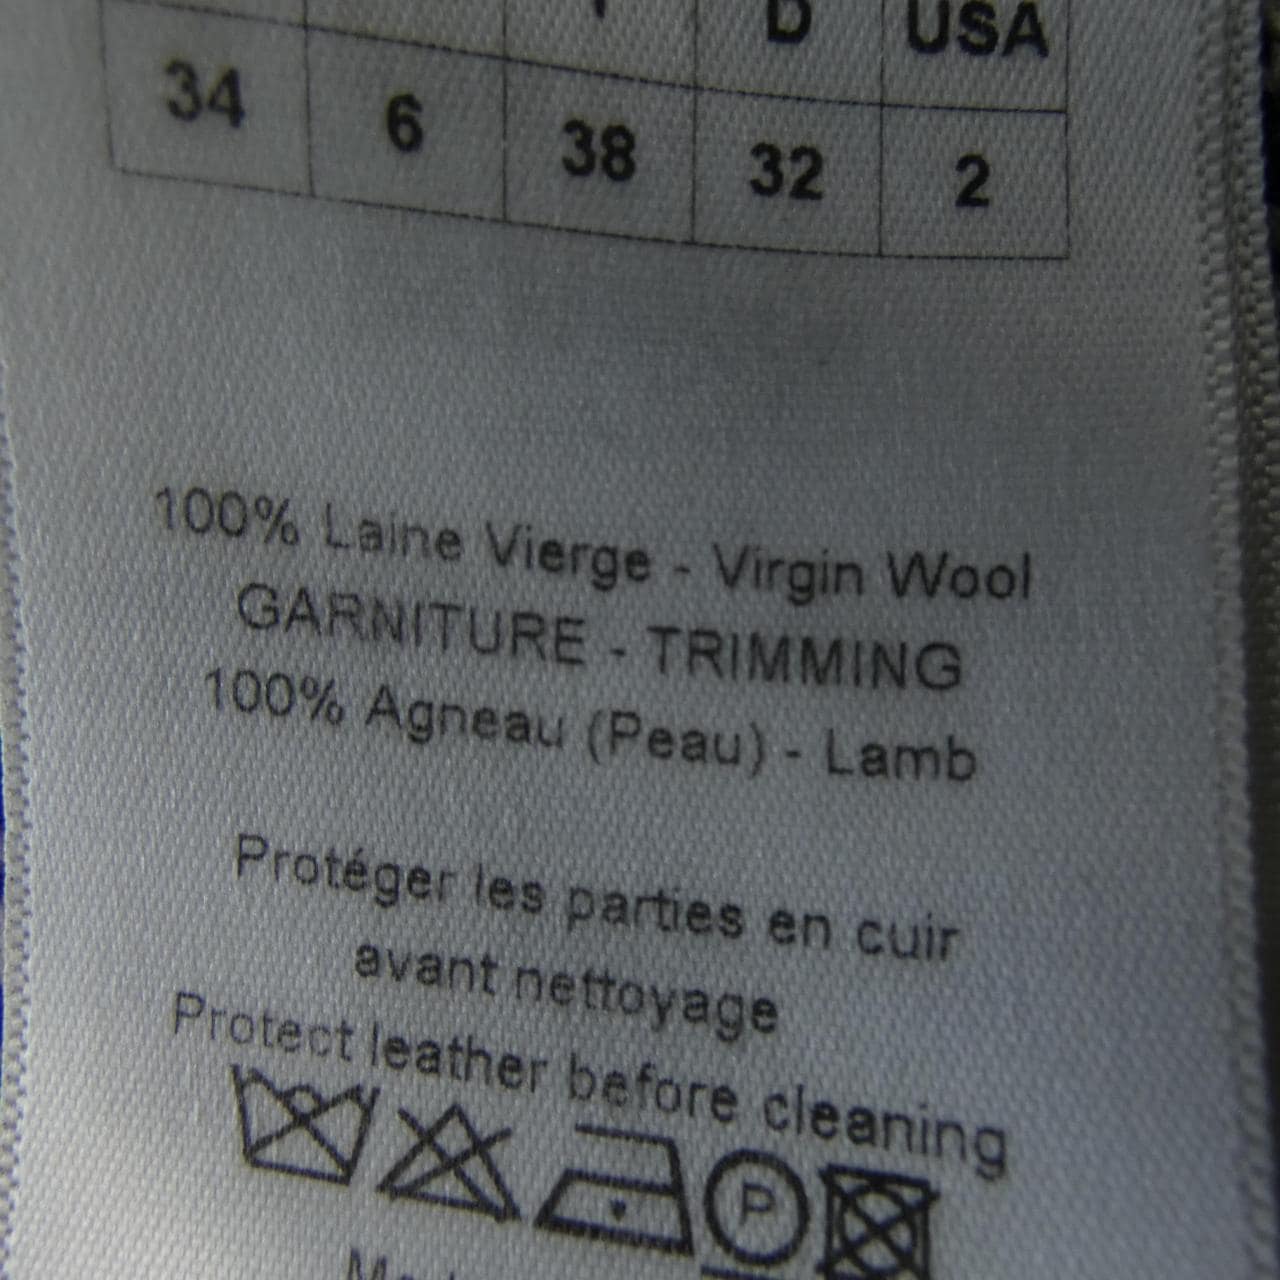 D USA
34 6 38 32 2
100% Laine Vierge - Virgin Wool
GARNITURE - TRIMMING
100% Agneau (Peau) - Lamb
Protéger les parties en cuir
avant nettoyage
Protect leather before cleaning
P